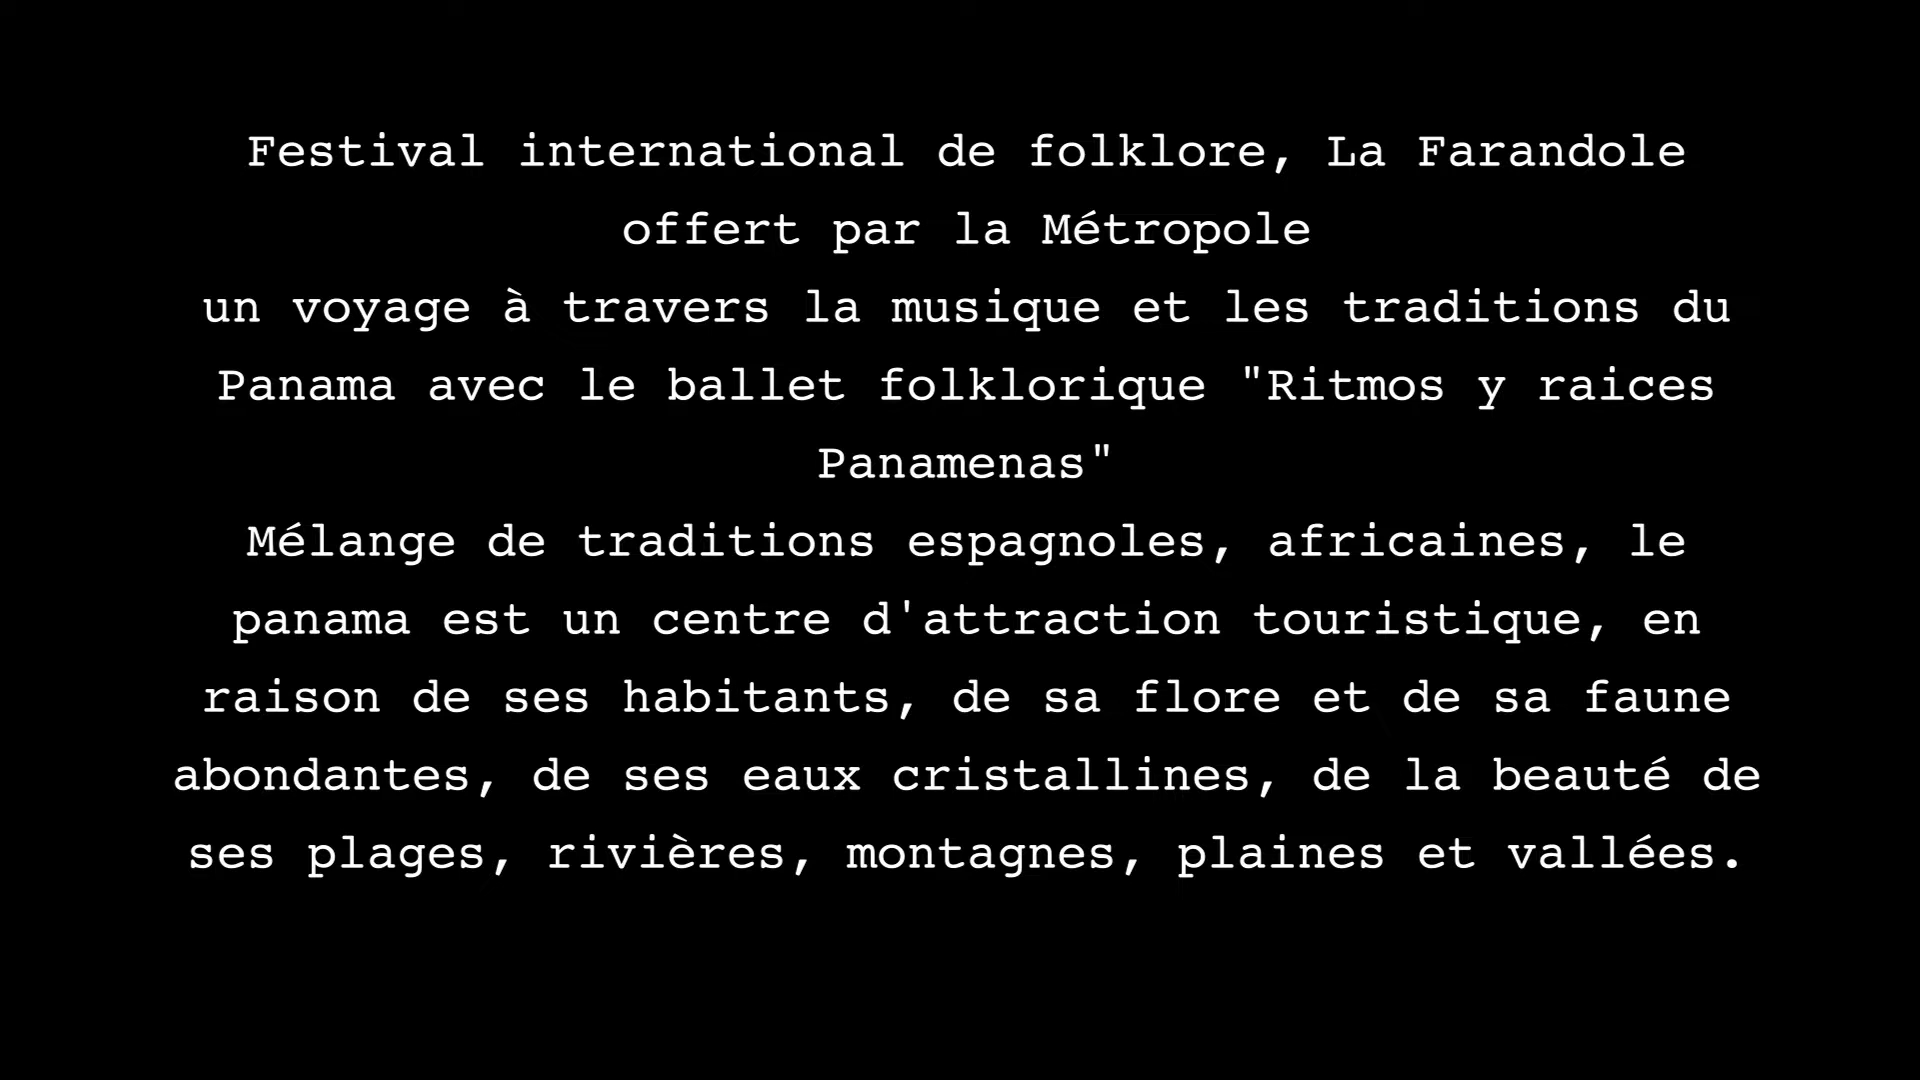 Festival international de folklore, La Farandole
offert par la Métropole
un voyage à travers la musique et les traditions du
Panama avec le ballet folklorique "Ritmos y raices
Panamenas"
Mélange de traditions espagnoles, africaines, le
panama est un centre d'attraction touristique, en
raison de ses habitants, de sa flore et de sa faune
abondantes, de ses eaux cristallines, de la beauté de
ses plages, rivières, montagnes, plaines et vallées.